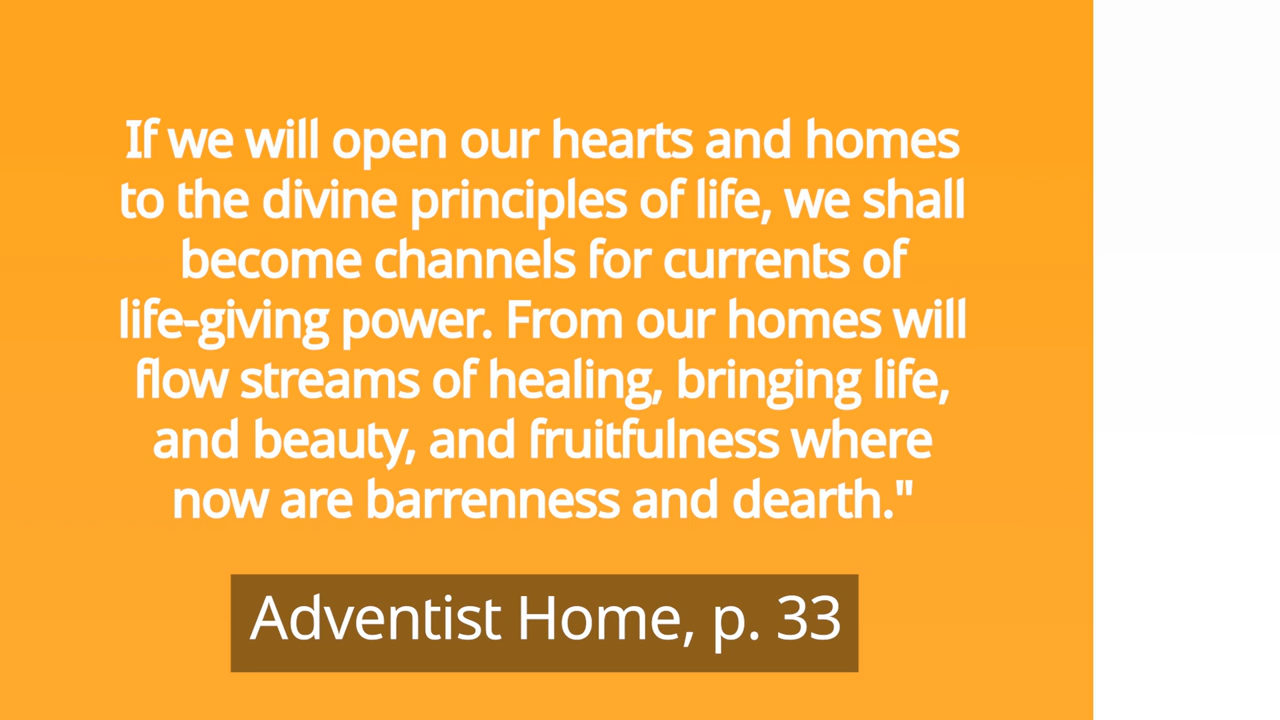 If we will open our hearts and homes
to the divine principles of life, we shall
become channels for currents of
life-giving power. From our homes will
flow streams of healing, bringing life,
and beauty, and fruitfulness where
now are barrenness and dearth."
Adventist Home, p. 33